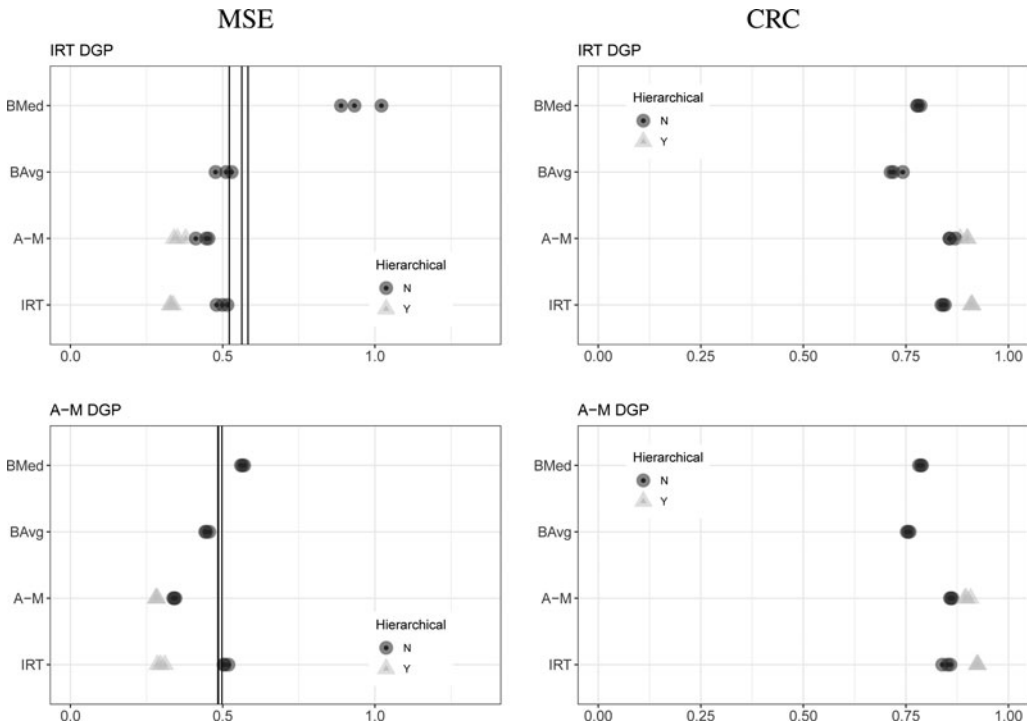 MSE
CRC
IRT DGP
BMed
BAvg
A−M
IRT
Hierarchical
N
Y
0.0
0.5
1.0
IRT DGP
BMed
BAvg
A−M
IRT
Hierarchical
N
Y
0.00
0.25
0.50
0.75
1.00
A−M DGP
BMed
BAvg
A−M
IRT
Hierarchical
N
Y
0.0
0.5
1.0
A−M DGP
BMed
BAvg
A−M
IRT
Hierarchical
N
Y
0.00
0.25
0.50
0.75
1.00